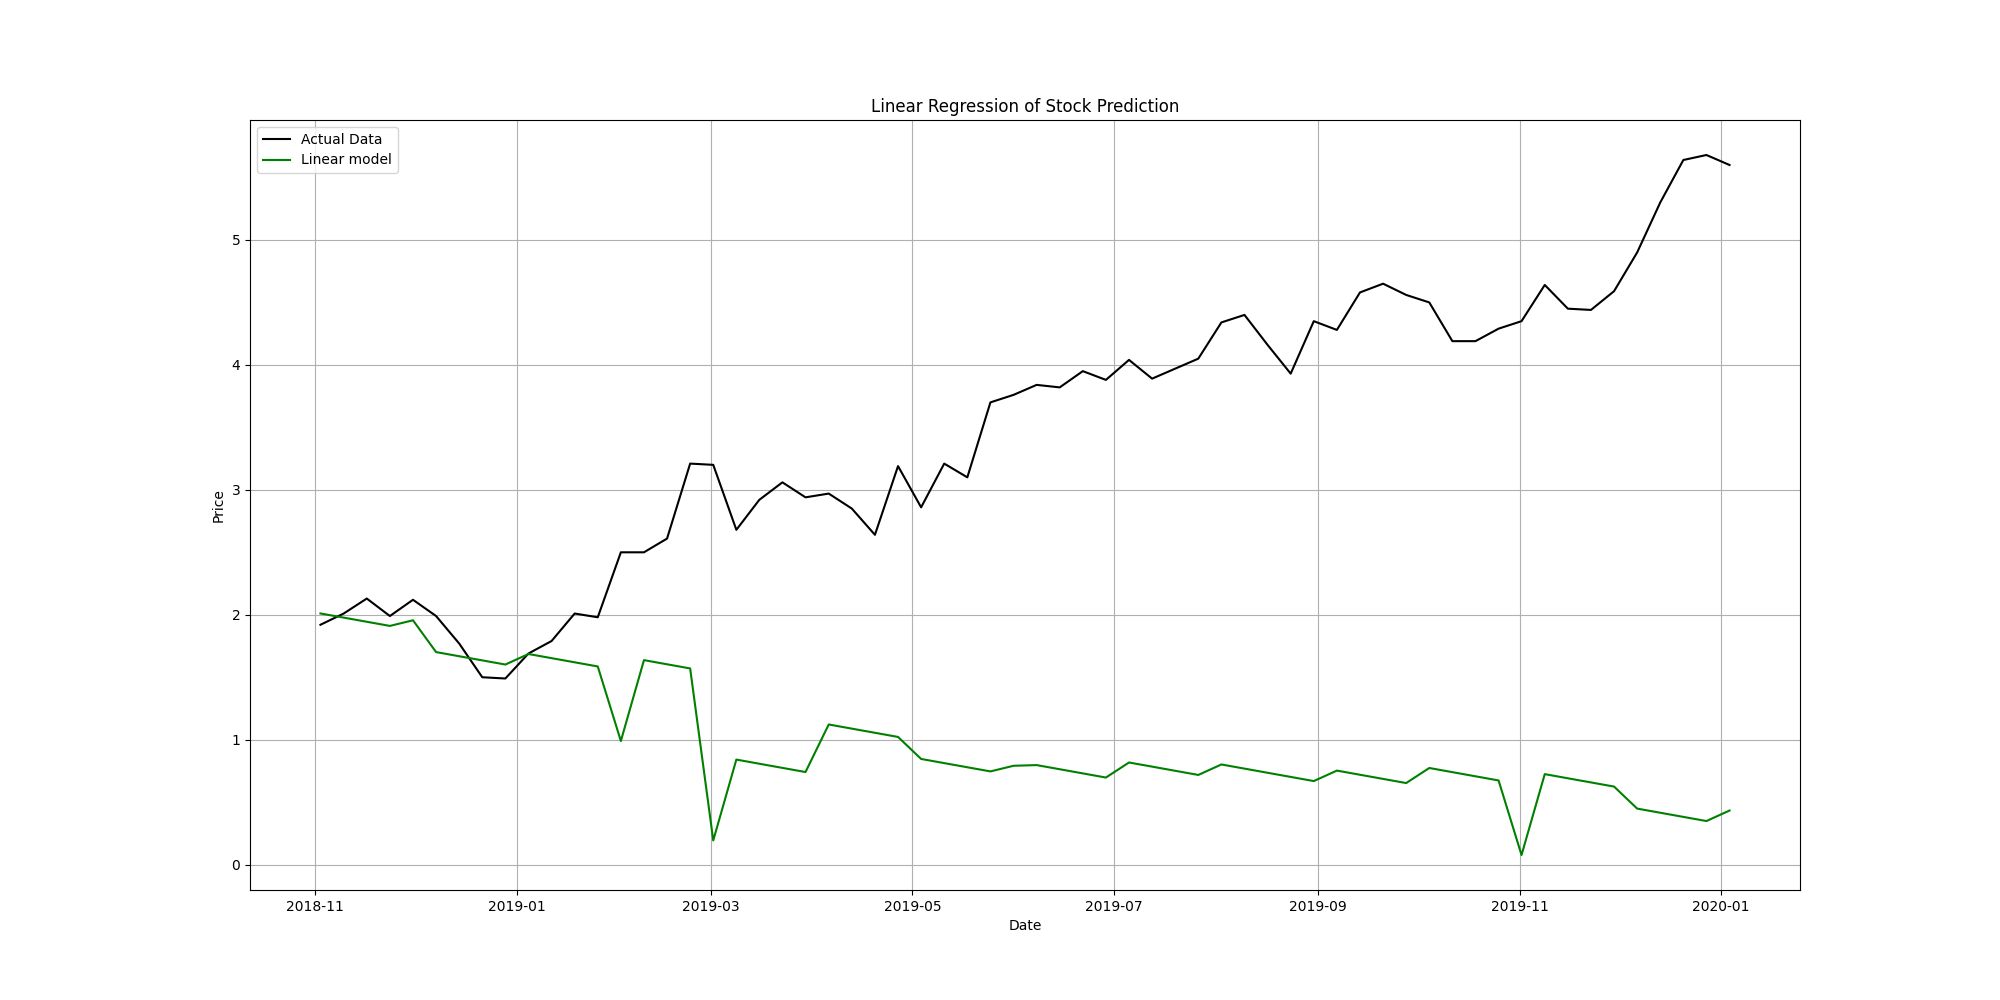 Linear Regression of Stock Prediction
Actual Data
Linear model
Price
5
4
3
2
1
0
2018-11 2019-01 2019-03 2019-05 2019-07 2019-09 2019-11 2020-01
Date